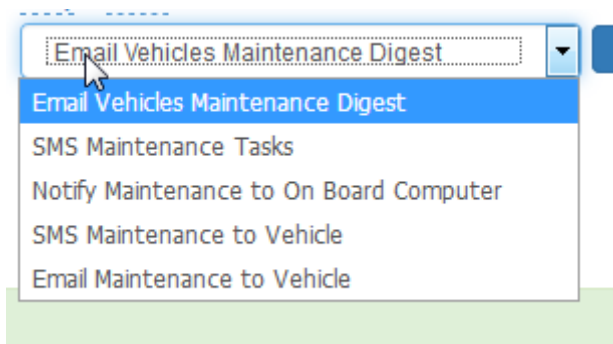 Email Vehicles Maintenance Digest
Email Vehicles Maintenance Digest
SMS Maintenance Tasks
Notify Maintenance to On Board Computer
SMS Maintenance to Vehicle
Email Maintenance to Vehicle